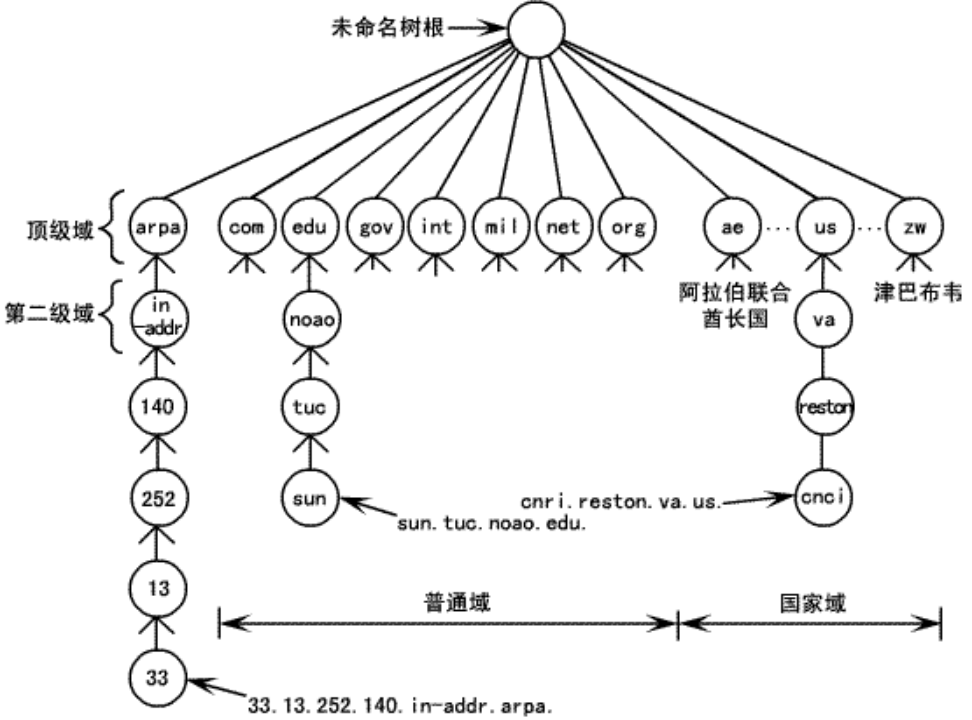 未命名树根
顶级域
arpa
com
edu
gov
int
mil
net
org
ae
...
us
...
zw
第二级域
in
-addr
noao
阿拉伯联合
酋长国
va
津巴布韦
140
tuc
reston
252
sun
cnri.reston.va.us.
cnci
sun.tuc.noao.edu.
13
普通域
国家域
33
33.13.252.140.in-addr.arpa.